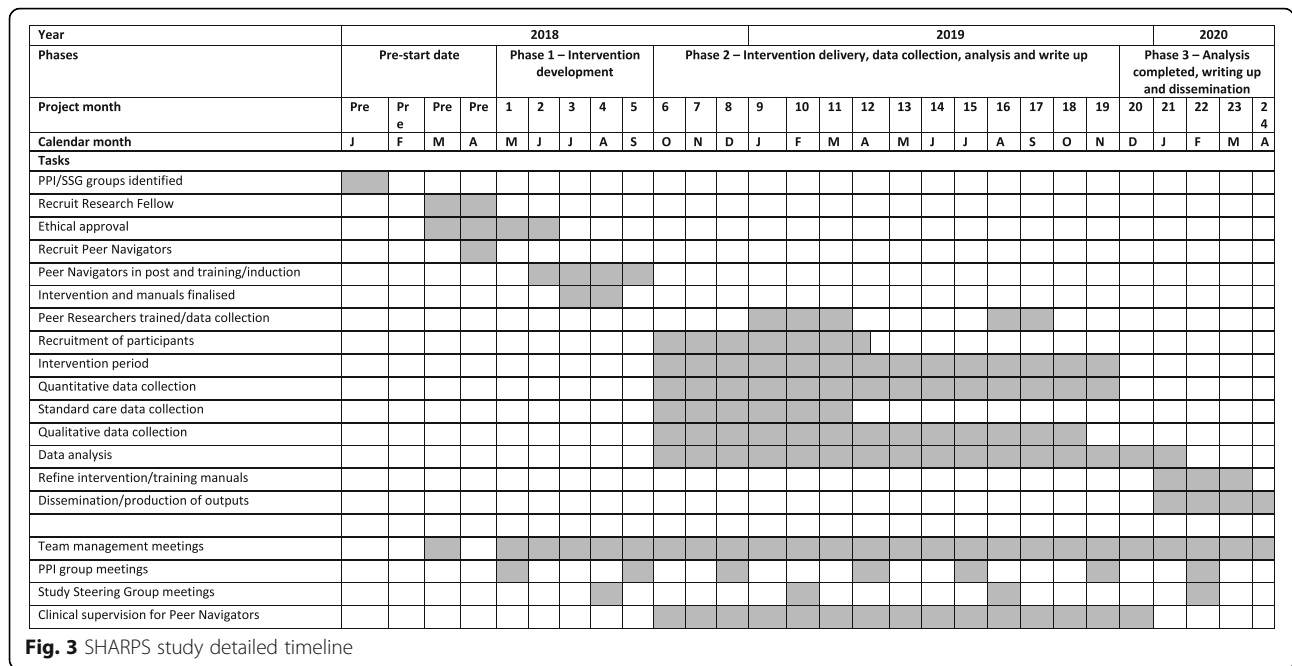 Year 2018 2019 2020
Phases Pre-start date Phase 1 – Intervention Phase 2 – Intervention delivery, data collection, analysis and write up Phase 3 – Analysis
development completed, writing up
and dissemination
Project month Pre Pr Pre Pre 1 2 3 4 5 6 7 8 9 10 11 12 13 14 15 16 17 18 19 20 21 22 23 2
e 4
Calendar month J F M A M J J A S O N D J F M A M J J A S O N D J F M A
Tasks
PPI/SSG groups identified
Recruit Research Fellow
Ethical approval
Recruit Peer Navigators
Peer Navigators in post and training/induction
Intervention and manuals finalised
Peer Researchers trained/data collection
Recruitment of participants
Intervention period
Quantitative data collection
Standard care data collection
Qualitative data collection
Data analysis
Refine intervention/training manuals
Dissemination/production of outputs
Team management meetings
PPI group meetings
Study Steering Group meetings
Clinical supervision for Peer Navigators
Fig. 3 SHARPS study detailed timeline